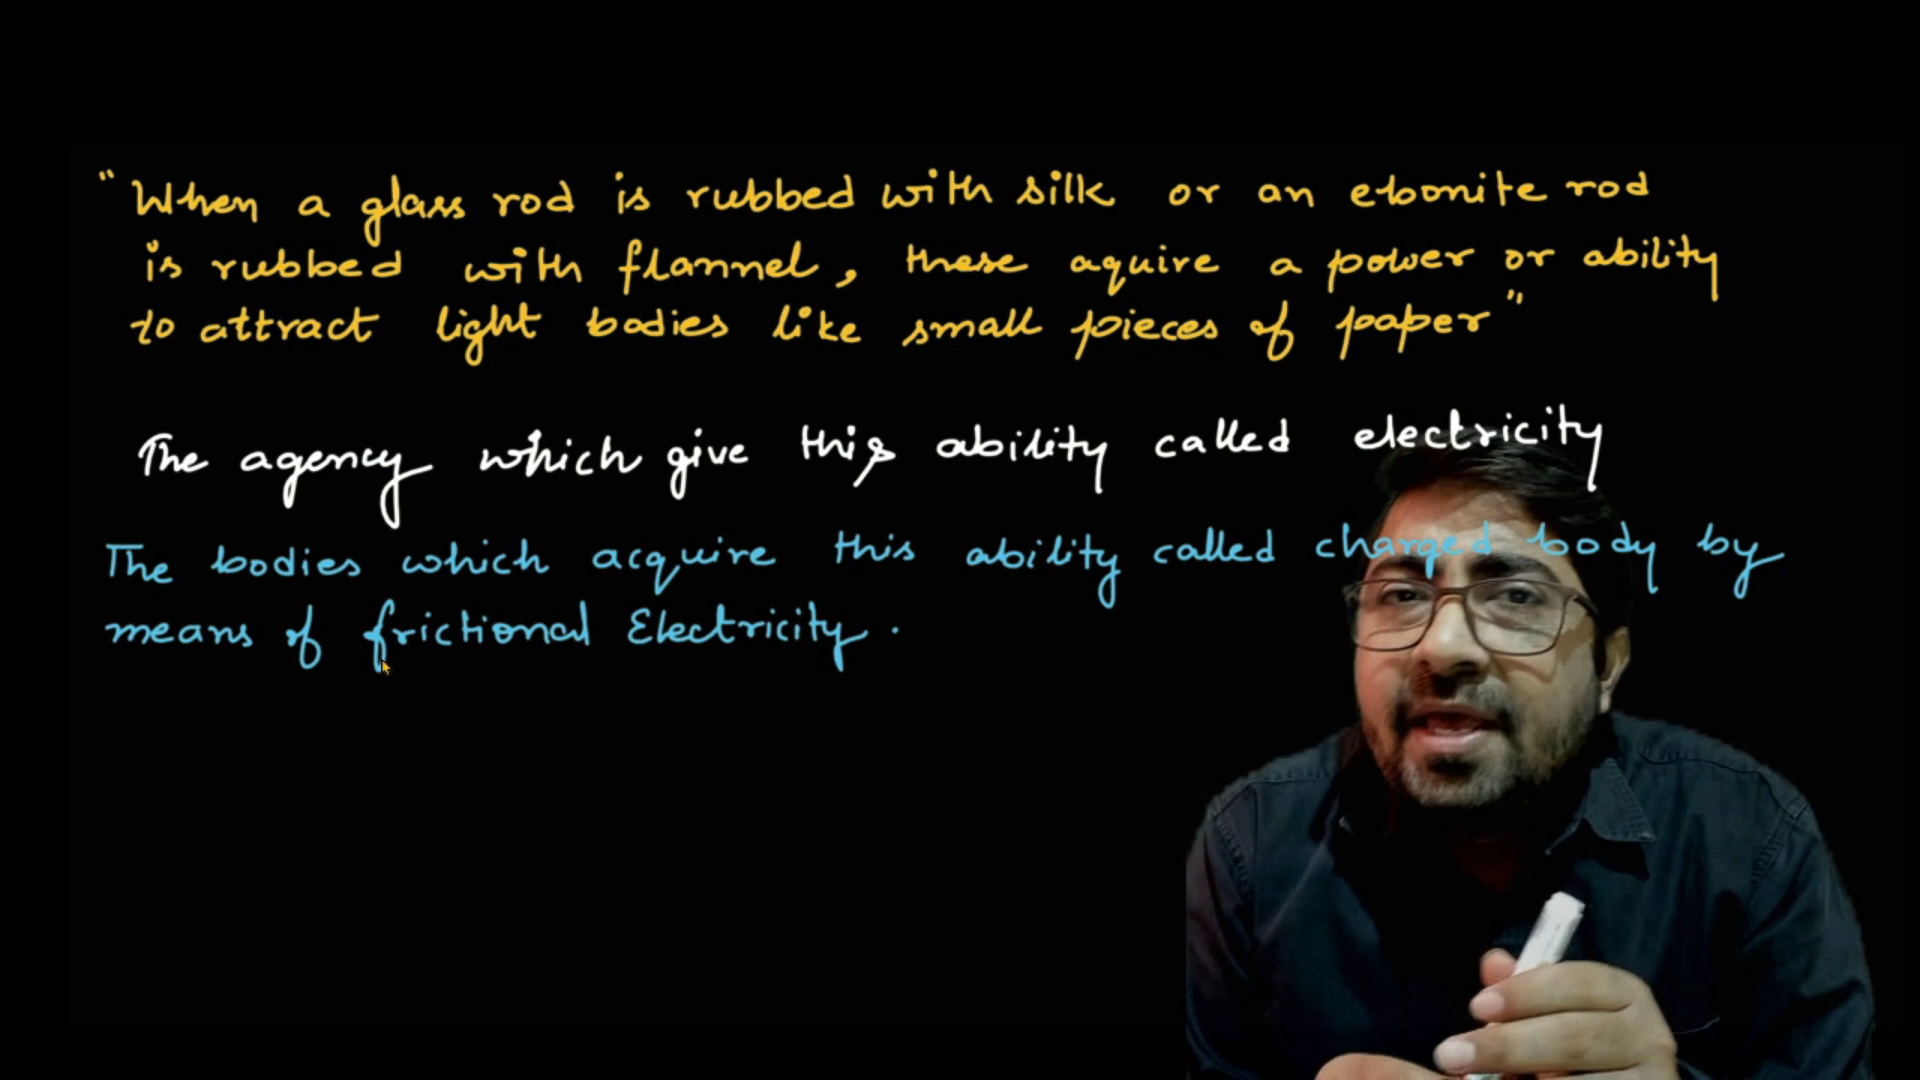 "When a glass rod is rubbed with silk or an ebonite rod
is rubbed with flannel, these aquire a power or ability
to attract light bodies like small pieces of paper"
The agency which give this ability called electricity
The bodies which acquire this ability called charged body by
means of frictional Electricity.